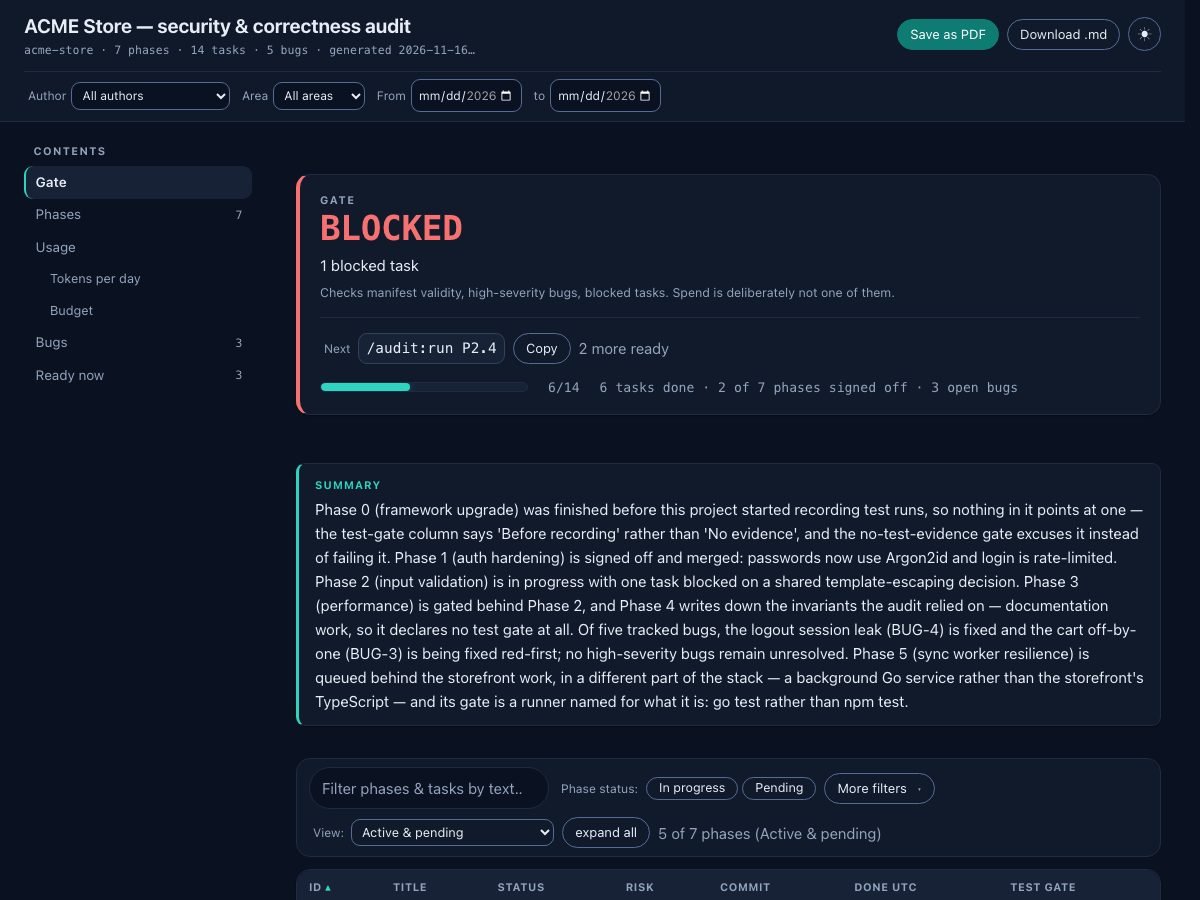 ACME Store — security & correctness audit
acme-store · 7 phases · 14 tasks · 5 bugs · generated 2026-11-16…
Save as PDF
Download .md
Author All authors Area All areas From mm/dd/2026 to mm/dd/2026
CONTENTS
Gate
Phases 7
Usage
Tokens per day
Budget
Bugs 3
Ready now 3
GATE
BLOCKED
1 blocked task
Checks manifest validity, high-severity bugs, blocked tasks. Spend is deliberately not one of them.
Next /audit:run P2.4 Copy 2 more ready
6/14 6 tasks done · 2 of 7 phases signed off · 3 open bugs
SUMMARY
Phase 0 (framework upgrade) was finished before this project started recording test runs, so nothing in it points at one —
the test-gate column says 'Before recording' rather than 'No evidence', and the no-test-evidence gate excuses it instead
of failing it. Phase 1 (auth hardening) is signed off and merged: passwords now use Argon2id and login is rate-limited.
Phase 2 (input validation) is in progress with one task blocked on a shared template-escaping decision. Phase 3
(performance) is gated behind Phase 2, and Phase 4 writes down the invariants the audit relied on — documentation
work, so it declares no test gate at all. Of five tracked bugs, the logout session leak (BUG-4) is fixed and the cart off-by-
one (BUG-3) is being fixed red-first; no high-severity bugs remain unresolved. Phase 5 (sync worker resilience) is
queued behind the storefront work, in a different part of the stack — a background Go service rather than the storefront's
TypeScript — and its gate is a runner named for what it is: go test rather than npm test.
Filter phases & tasks by text..
Phase status: In progress Pending More filters ·
View: Active & pending expand all 5 of 7 phases (Active & pending)
ID ▲ TITLE STATUS RISK COMMIT DONE UTC TEST GATE